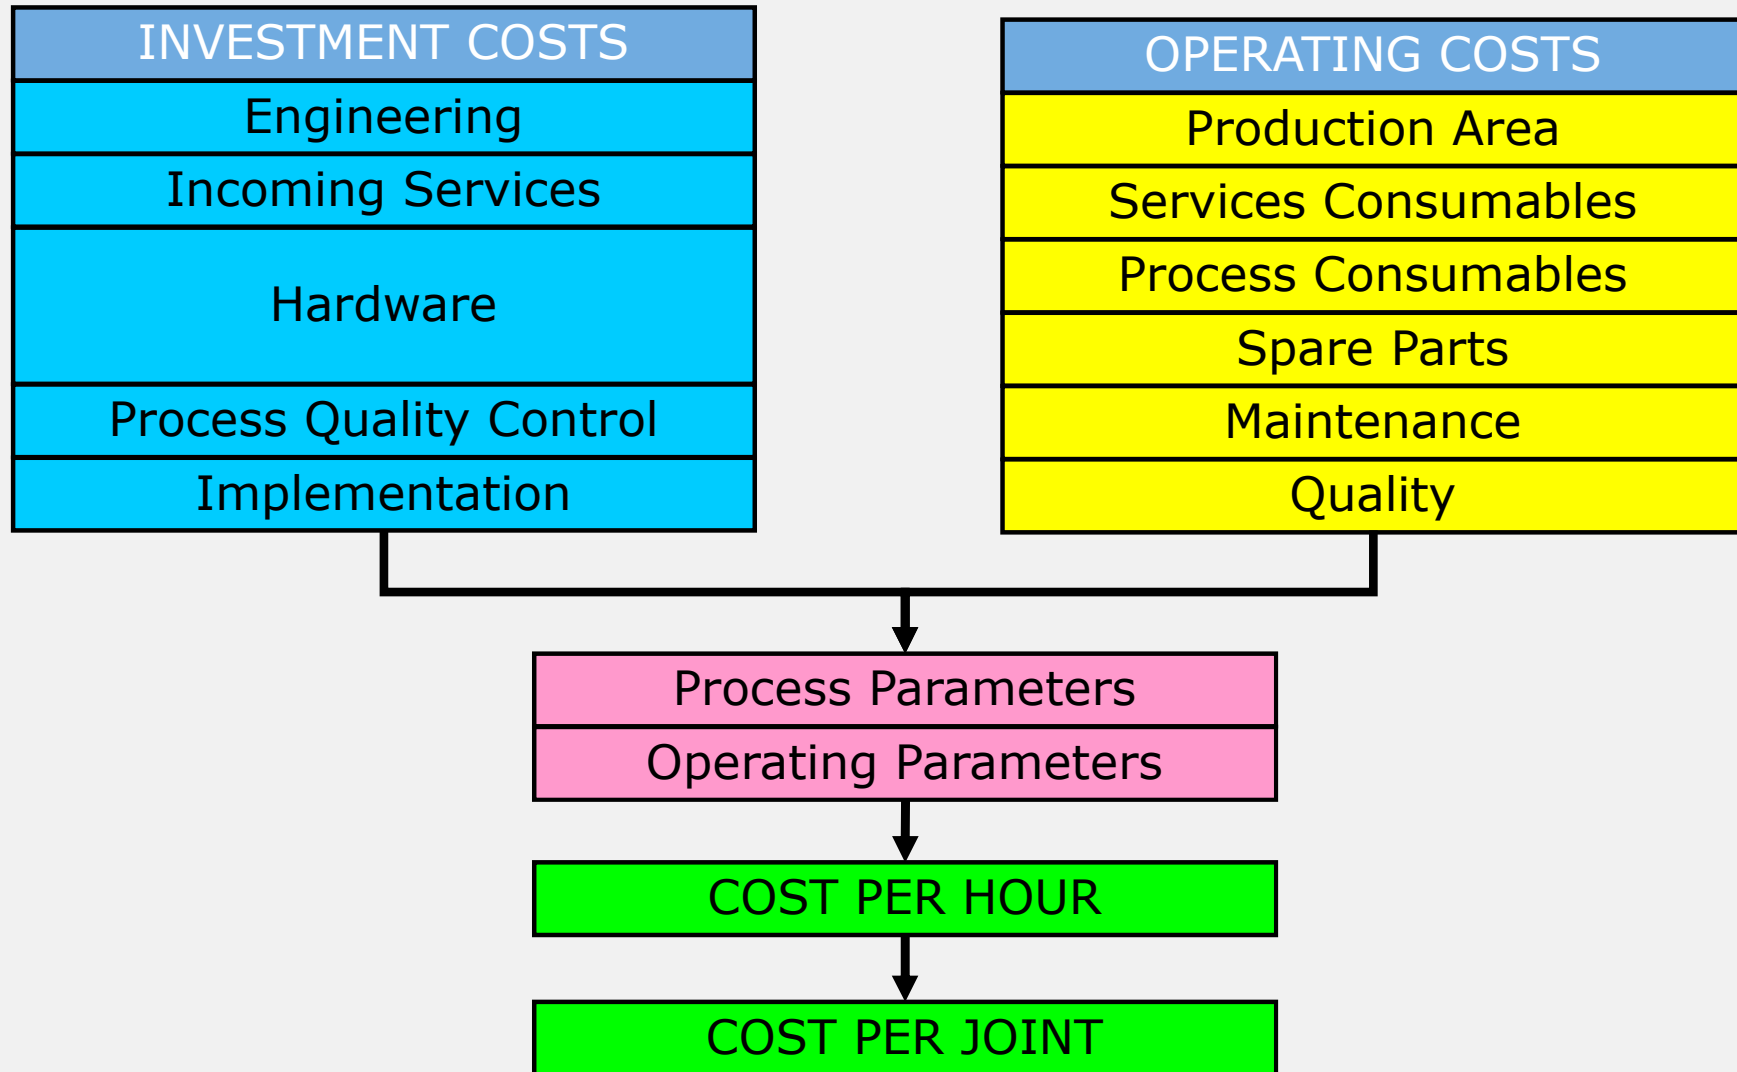 INVESTMENT COSTS
Engineering
Incoming Services
Hardware
Process Quality Control
Implementation
OPERATING COSTS
Production Area
Services Consumables
Process Consumables
Spare Parts
Maintenance
Quality
Process Parameters
Operating Parameters
COST PER HOUR
COST PER JOINT